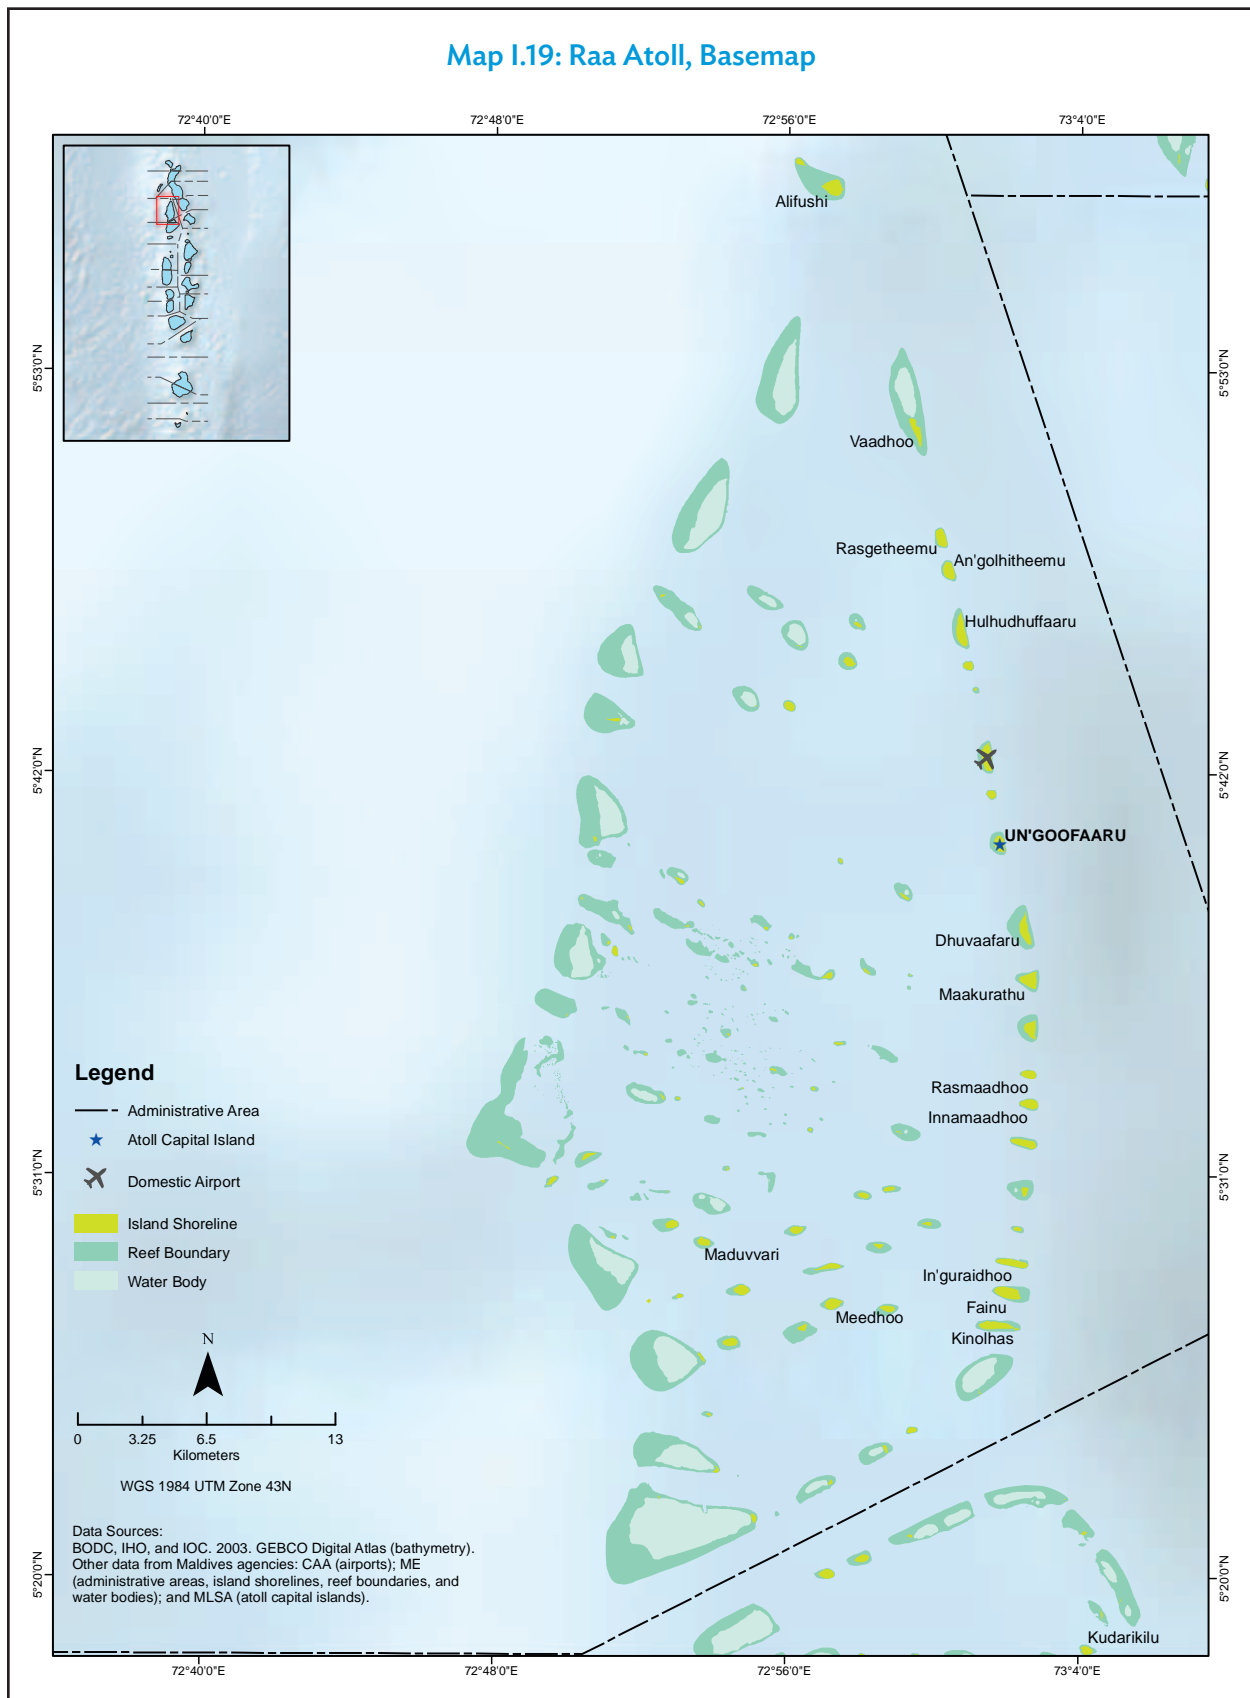 Map I.19: Raa Atoll, Basemap
72°40'0"E
72°48'0"E
72°56'0"E
73°4'0"E
Alifushi
5°53'0"N
5°53'0"N
Vaadhoo
Rasgetheemu
An'golhitheemu
Hulhudhuffaaru
5°42'0"N
5°42'0"N
UN'GOOFAARU
Dhuvaafaru
Maakurathu
Rasmaadhoo
Innamaadhoo
5°31'0"N
5°31'0"N
Maduvvari
In'guraidhoo
Fainu
Meedhoo
Kinolhas
Legend
Administrative Area
Atoll Capital Island
Domestic Airport
Island Shoreline
Reef Boundary
Water Body
N
0 3.25 6.5 13
Kilometers
WGS 1984 UTM Zone 43N
Data Sources:
BODC, IHO, and IOC. 2003. GEBCO Digital Atlas (bathymetry).
Other data from Maldives agencies: CAA (airports); ME
(administrative areas, island shorelines, reef boundaries, and
water bodies); and MLSA (atoll capital islands).
5°20'0"N
5°20'0"N
Kudarikilu
72°40'0"E
72°48'0"E
72°56'0"E
73°4'0"E